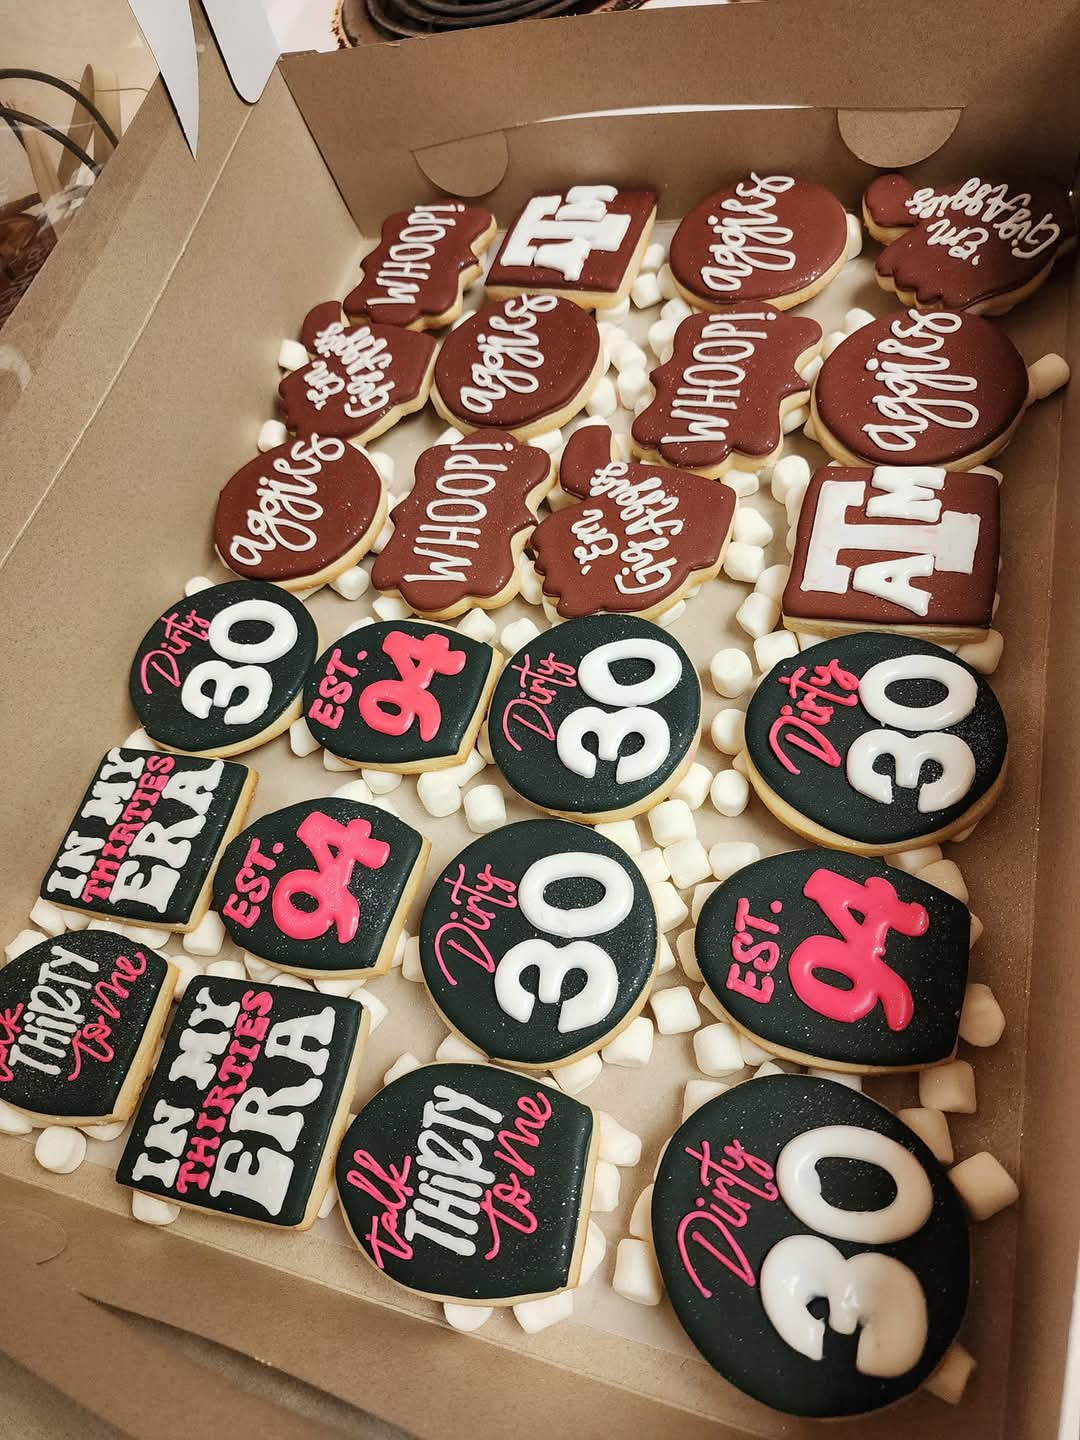 WHOOP!
ATM
aggies
Gig
'Em
Aggies
Gig
'Em
Aggies
aggies
WHOOP!
aggies
aggies
WHOOP!
Gig
'Em
Aggies
ATM
Dirty
30
EST.
94
Dirty
30
Dirty
30
IN MY
THIRTIES
ERA
EST.
94
Dirty
30
EST.
94
talk
THIRTY
to me
IN MY
THIRTIES
ERA
talk
THIRTY
to me
Dirty
30